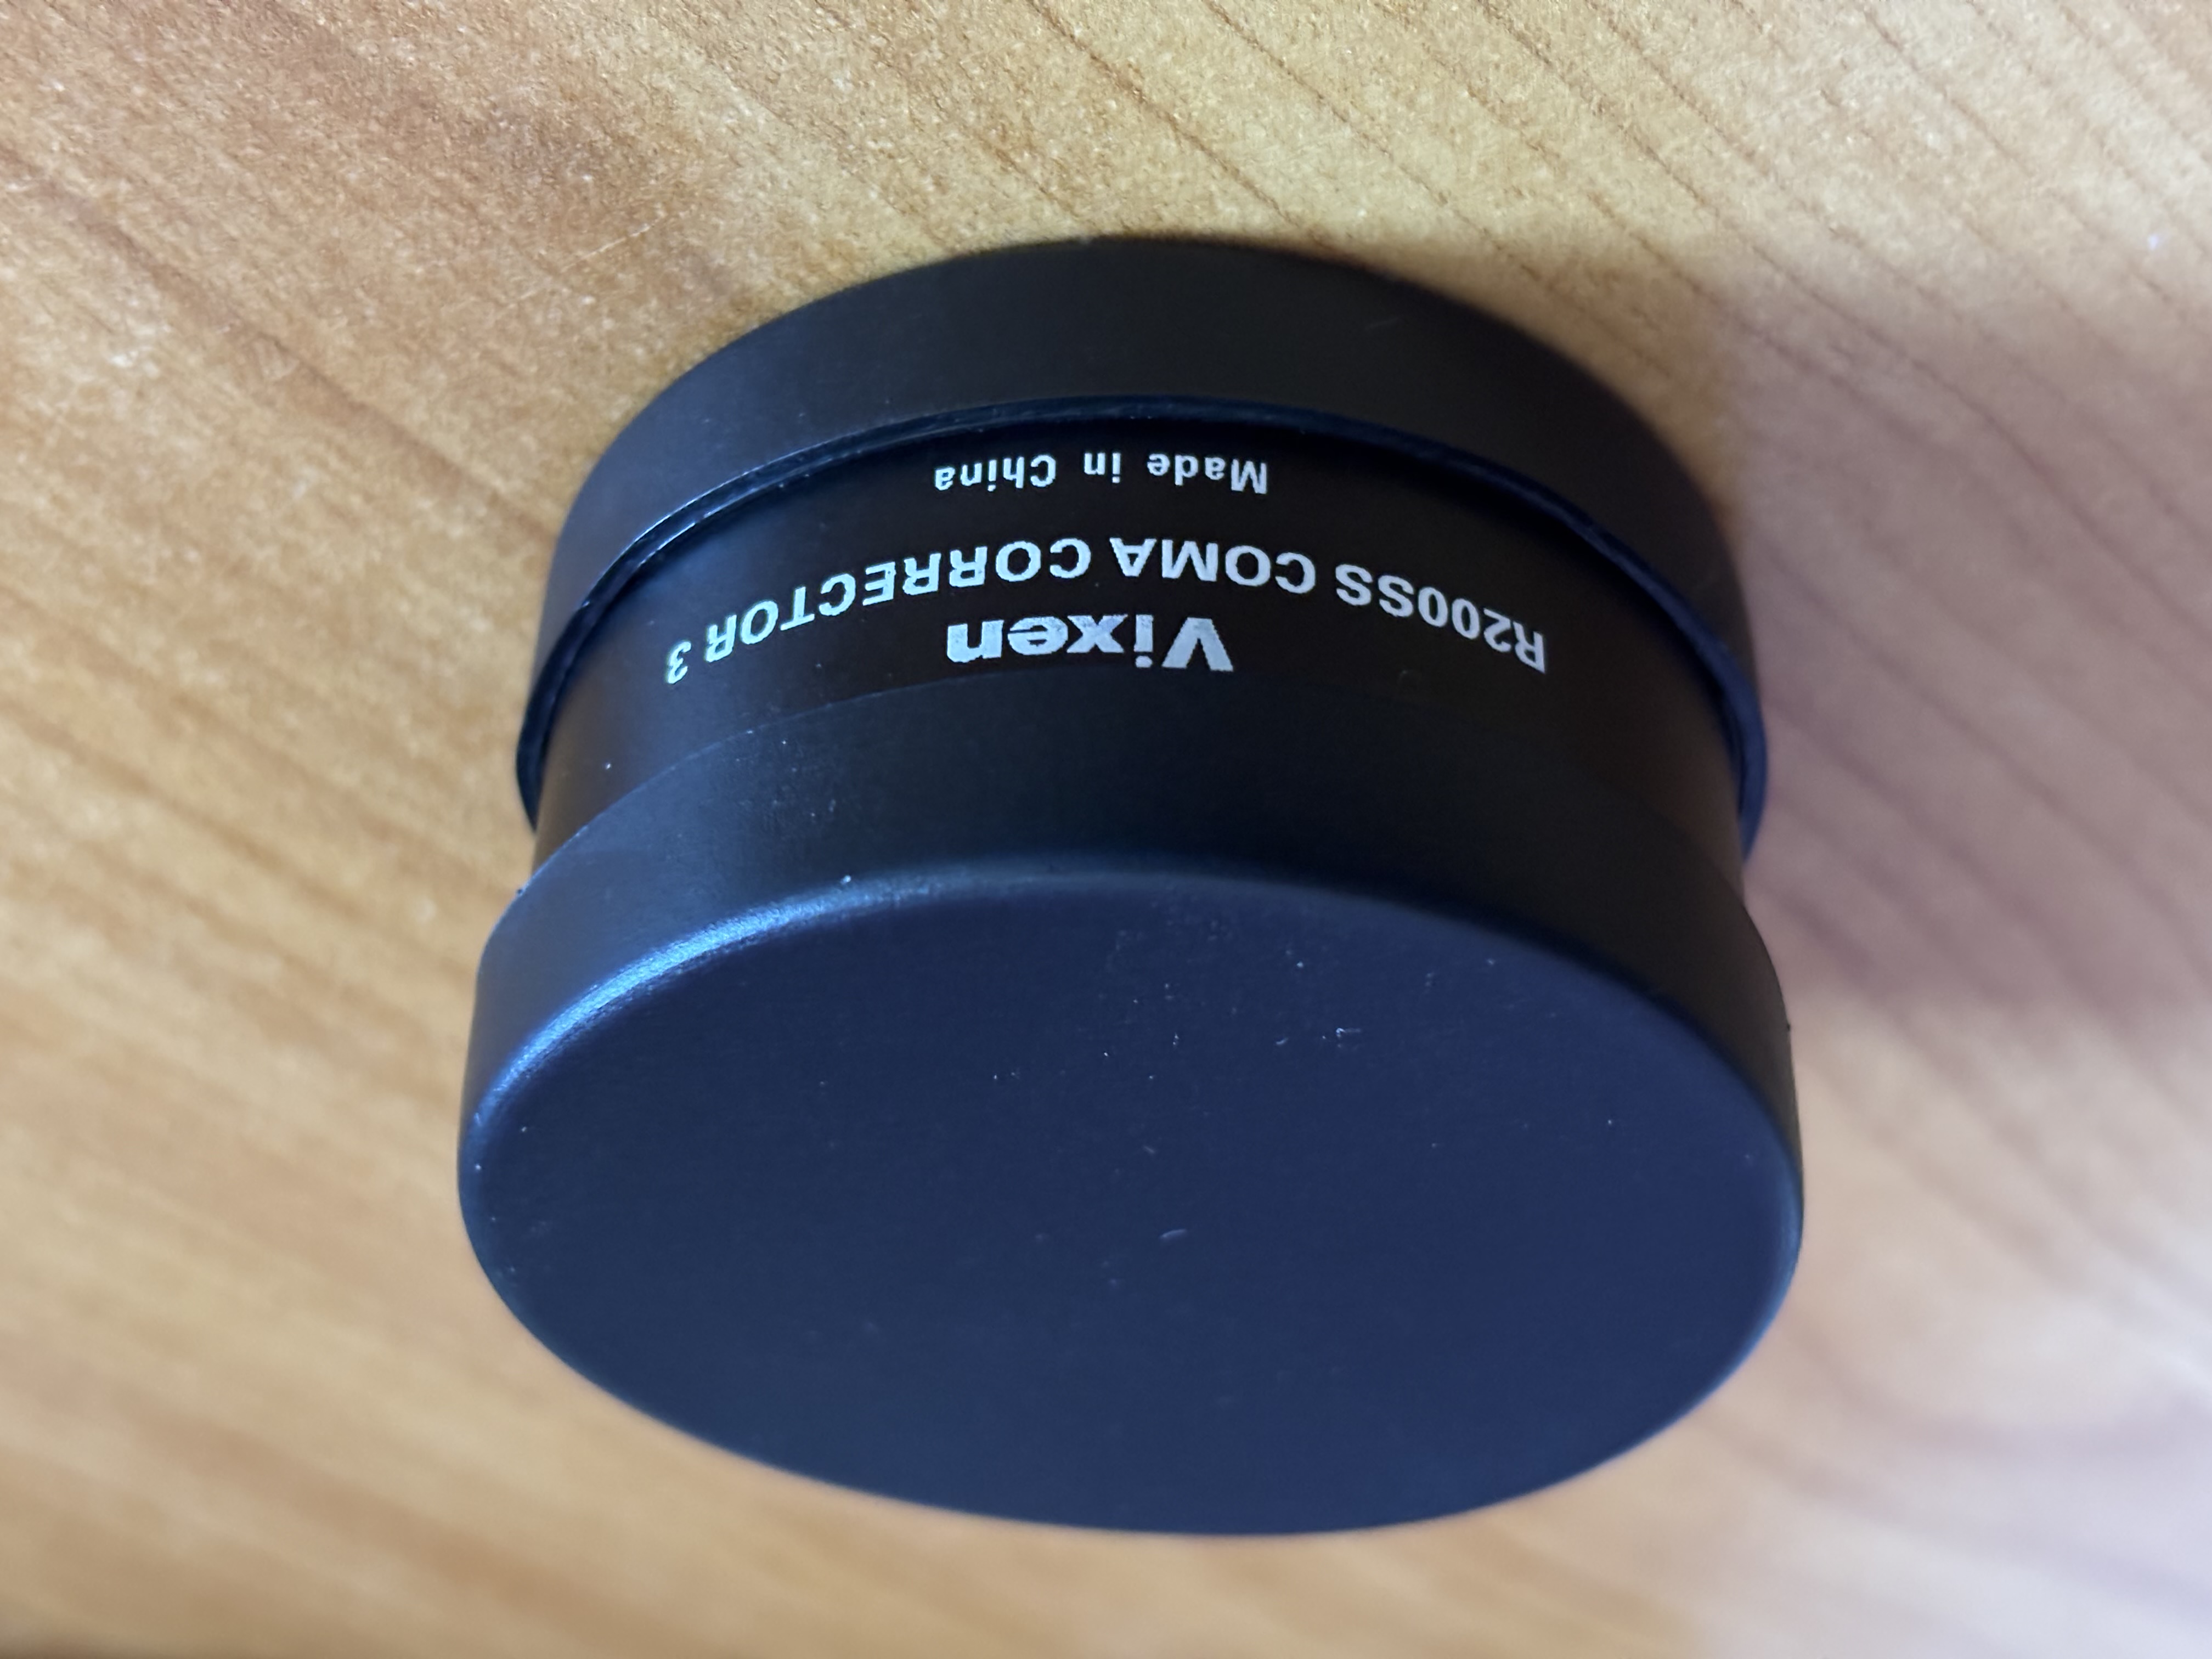 Vixen
R200SS COMA CORRECTOR 3
Made in China